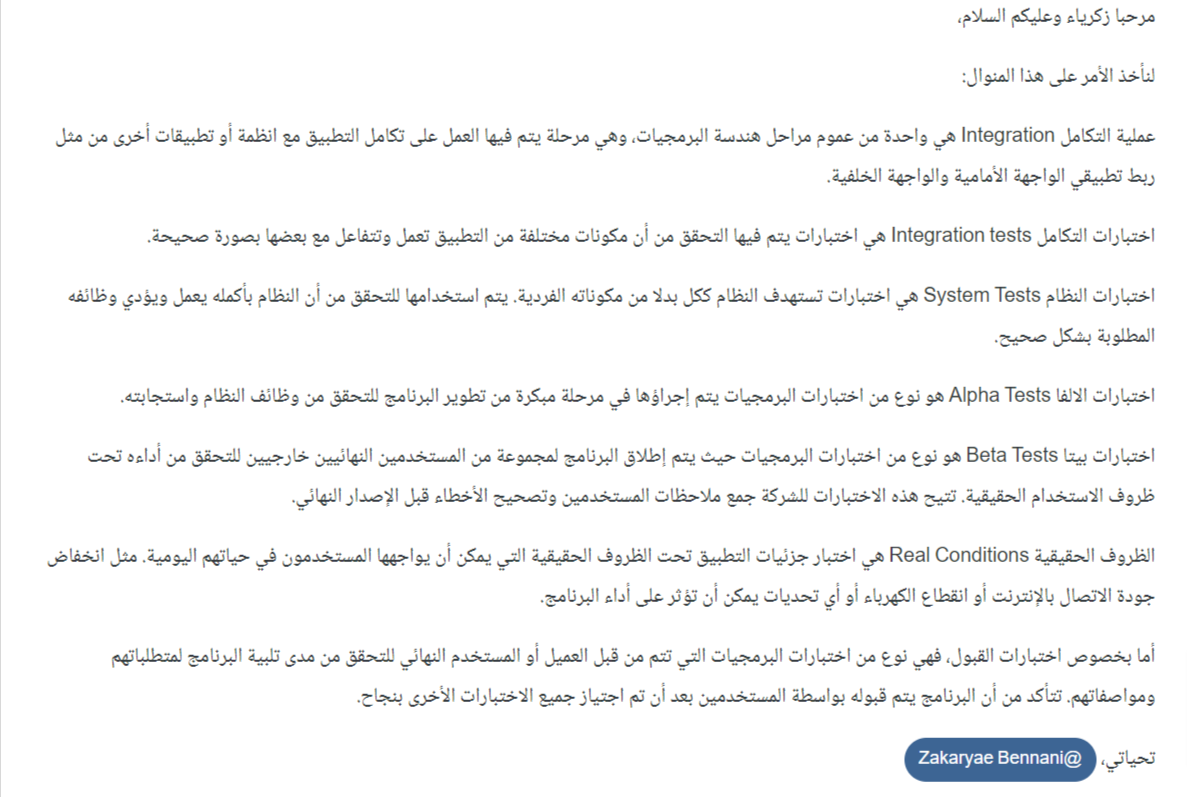 مرحبا زكرياء وعليكم السلام،
لنأخذ الأمر على هذا المنوال:
عملية التكامل Integration هي واحدة من عموم مراحل هندسة البرمجيات، وهي مرحلة يتم فيها العمل على تكامل التطبيق مع انظمة أو تطبيقات أخرى من مثل
ربط تطبيقي الواجهة الأمامية والواجهة الخلفية.
اختبارات التكامل Integration tests هي اختبارات يتم فيها التحقق من أن مكونات مختلفة من التطبيق تعمل وتتفاعل مع بعضها بصورة صحيحة.
اختبارات النظام System Tests هي اختبارات تستهدف النظام ككل بدلا من مكوناته الفردية. يتم استخدامها للتحقق من أن النظام بأكمله يعمل ويؤدي وظائفه
المطلوبة بشكل صحيح.
اختبارات الالفا Alpha Tests هو نوع من اختبارات البرمجيات يتم إجراؤها في مرحلة مبكرة من تطوير البرنامج للتحقق من وظائف النظام واستجابته.
اختبارات بيتا Beta Tests هو نوع من اختبارات البرمجيات حيث يتم إطلاق البرنامج لمجموعة من المستخدمين النهائيين خارجيين للتحقق من أداءه تحت
ظروف الاستخدام الحقيقية. تتيح هذه الاختبارات للشركة جمع ملاحظات المستخدمين وتصحيح الأخطاء قبل الإصدار النهائي.
الظروف الحقيقية Real Conditions هي اختبار جزئيات التطبيق تحت الظروف الحقيقية التي يمكن أن يواجهها المستخدمون في حياتهم اليومية. مثل انخفاض
جودة الاتصال بالإنترنت أو انقطاع الكهرباء أو أي تحديات يمكن أن تؤثر على أداء البرنامج.
أما بخصوص اختبارات القبول، فهي نوع من اختبارات البرمجيات التي تتم من قبل العميل أو المستخدم النهائي للتحقق من مدى تلبية البرنامج لمتطلباتهم
ومواصفاتهم. تتأكد من أن البرنامج يتم قبوله بواسطة المستخدمين بعد أن تم اجتياز جميع الاختبارات الأخرى بنجاح.
تحياتي، @Zakaryae Bennani